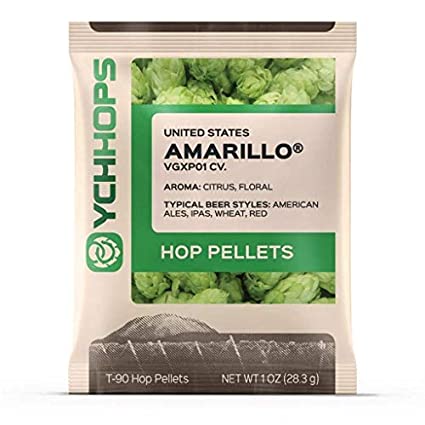 YCHHOPS
UNITED STATES
AMARILLO®
VGXP01 CV.
AROMA: CITRUS, FLORAL
TYPICAL BEER STYLES: AMERICAN
ALES, IPAS, WHEAT, RED
HOP PELLETS
T-90 Hop Pellets
NET WT 1 OZ (28.3 g)